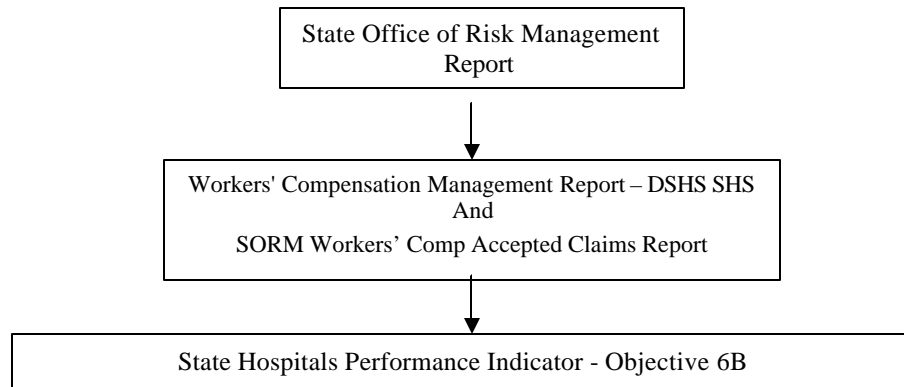 State Office of Risk Management
Report
Workers' Compensation Management Report – DSHS SHS
And
SORM Workers’ Comp Accepted Claims Report
State Hospitals Performance Indicator - Objective 6B